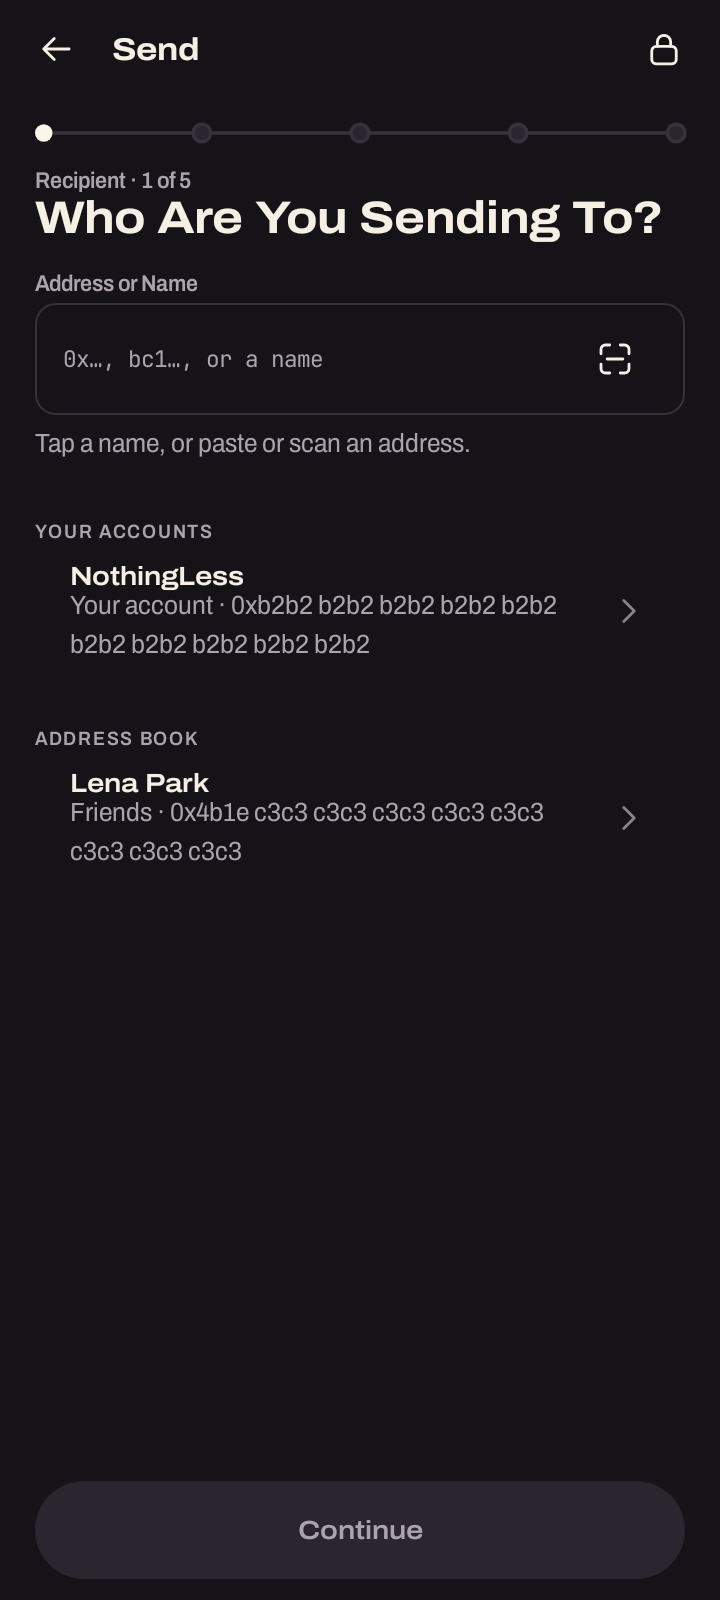 Send
Recipient · 1 of 5
Who Are You Sending To?
Address or Name
0x…, bc1…, or a name
Tap a name, or paste or scan an address.
YOUR ACCOUNTS
NothingLess
Your account · 0xb2b2 b2b2 b2b2 b2b2 b2b2
b2b2 b2b2 b2b2 b2b2 b2b2
ADDRESS BOOK
Lena Park
Friends · 0x4b1e c3c3 c3c3 c3c3 c3c3 c3c3
c3c3 c3c3 c3c3
Continue